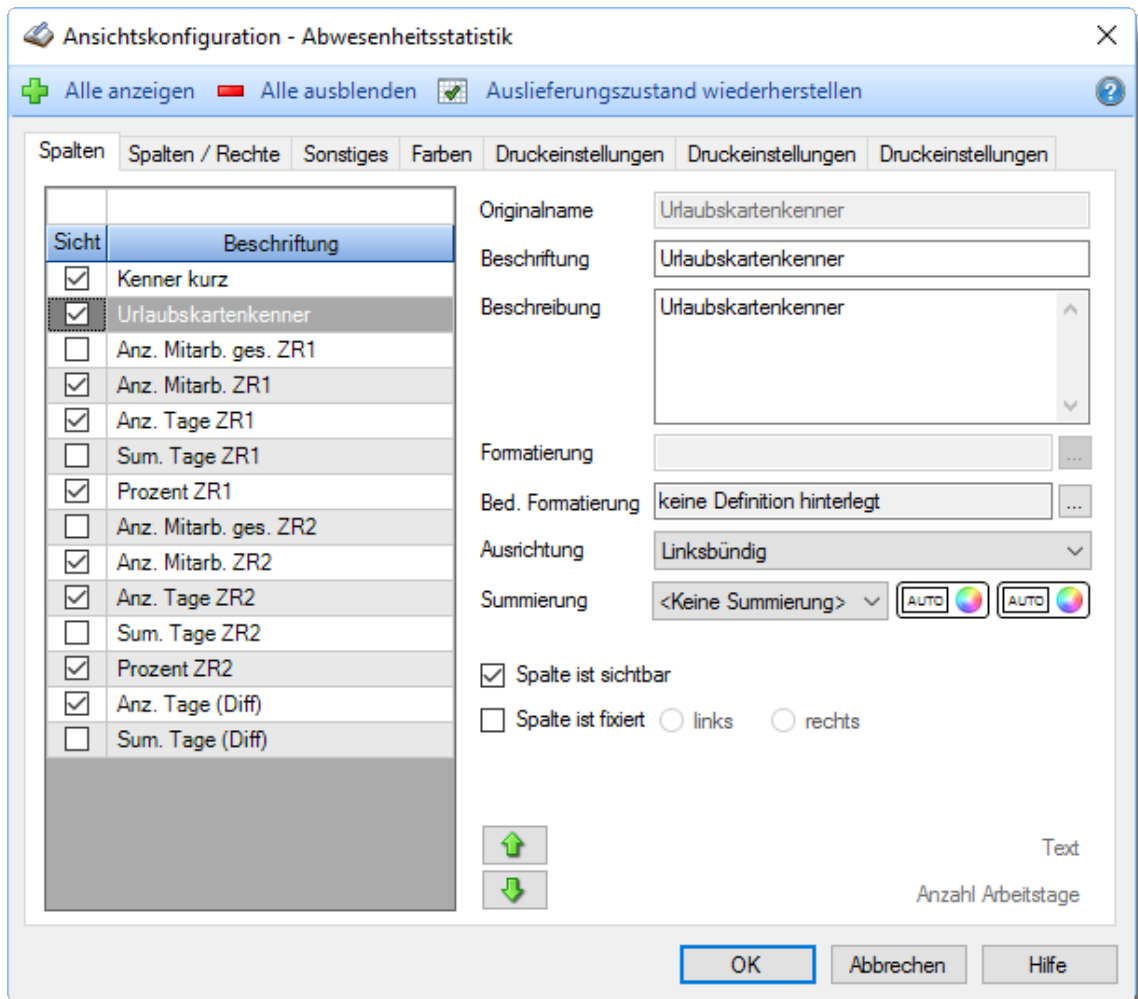 Ansichtskonfiguration - Abwesenheitsstatistik
Alle anzeigen Alle ausblenden Auslieferungszustand wiederherstellen ?
Spalten Spalten / Rechte Sonstiges Farben Druckeinstellungen Druckeinstellungen Druckeinstellungen
Sicht Beschriftung
Kenner kurz
Urlaubskartenkenner
Anz. Mitarb. ges. ZR1
Anz. Mitarb. ZR1
Anz. Tage ZR1
Sum. Tage ZR1
Prozent ZR1
Anz. Mitarb. ges. ZR2
Anz. Mitarb. ZR2
Anz. Tage ZR2
Sum. Tage ZR2
Prozent ZR2
Anz. Tage (Diff)
Sum. Tage (Diff)
Originalname Urlaubskartenkenner
Beschriftung Urlaubskartenkenner
Beschreibung Urlaubskartenkenner
Formatierung ...
Bed. Formatierung keine Definition hinterlegt ...
Ausrichtung Linksbündig
Summierung <Keine Summierung> AUTO AUTO
Spalte ist sichtbar
Spalte ist fixiert links rechts
Text
Anzahl Arbeitstage
OK Abbrechen Hilfe